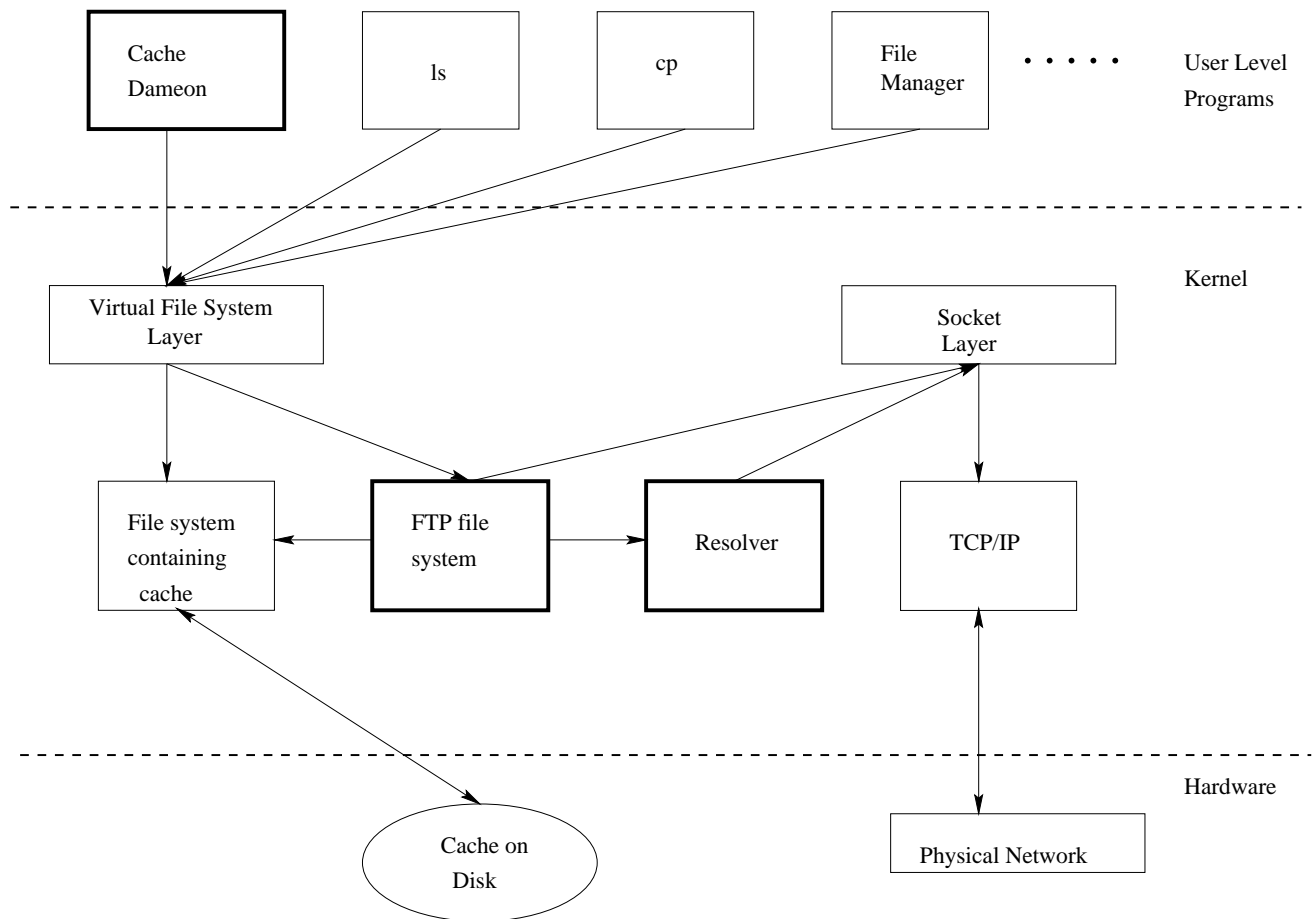 Cache
Dameon
ls
cp
File
Manager
User Level
Programs
Kernel
Virtual File System
Layer
Socket
Layer
File system
containing
cache
FTP file
system
Resolver
TCP/IP
Hardware
Cache on
Disk
Physical Network